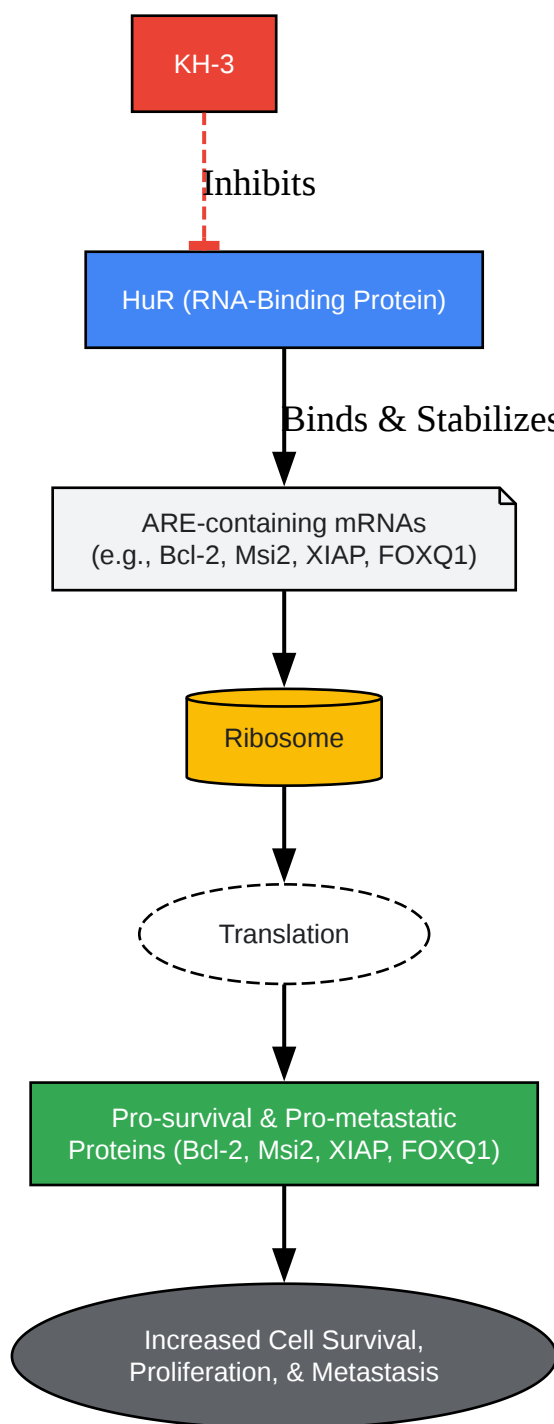 KH-3
Inhibits
HuR (RNA-Binding Protein)
Binds & Stabilizes
ARE-containing mRNAs
(e.g., Bcl-2, Msi2, XIAP, FOXQ1)
Ribosome
Translation
Pro-survival & Pro-metastatic
Proteins (Bcl-2, Msi2, XIAP, FOXQ1)
Increased Cell Survival,
Proliferation, & Metastasis